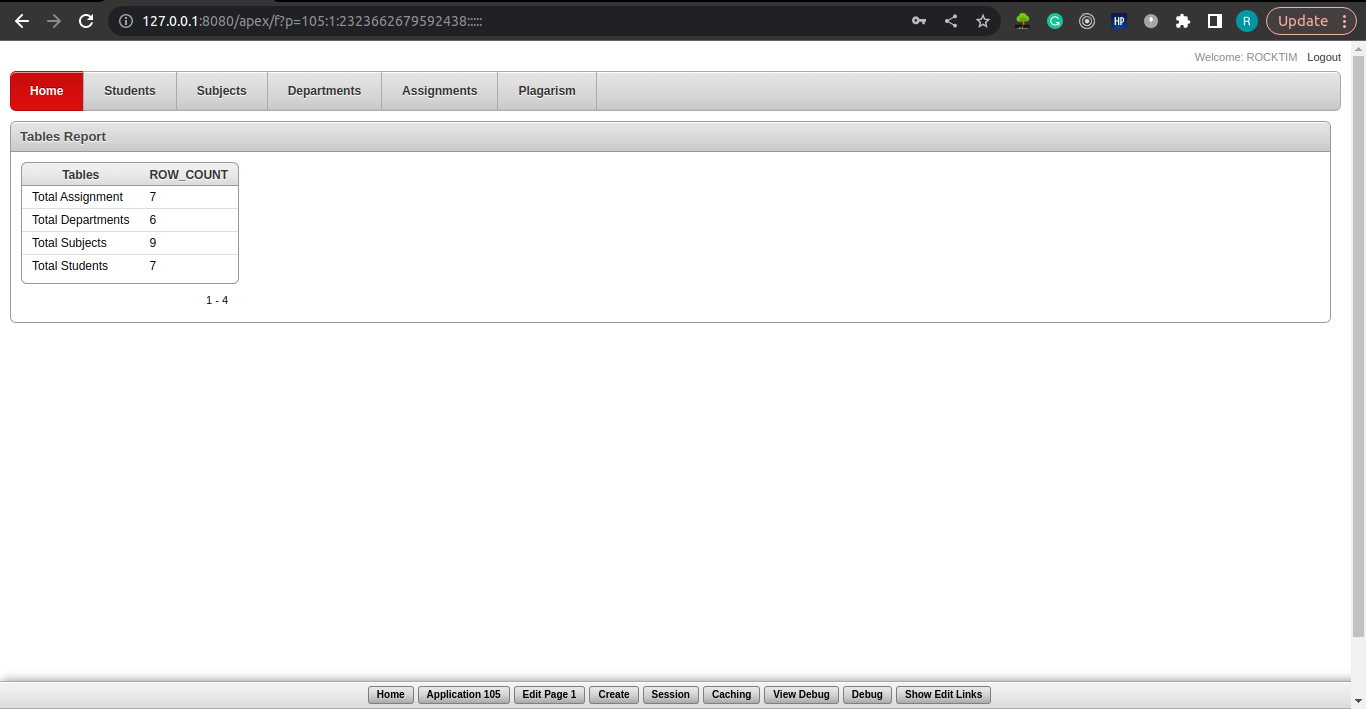 127.0.0.1:8080/apex/f?p=105:1:2323662679592438:::::
G
HP
R
Update
Welcome: ROCKTIM Logout
Home Students Subjects Departments Assignments Plagarism
Tables Report
Tables ROW_COUNT
Total Assignment 7
Total Departments 6
Total Subjects 9
Total Students 7
1 - 4
Home Application 105 Edit Page 1 Create Session Caching View Debug Debug Show Edit Links